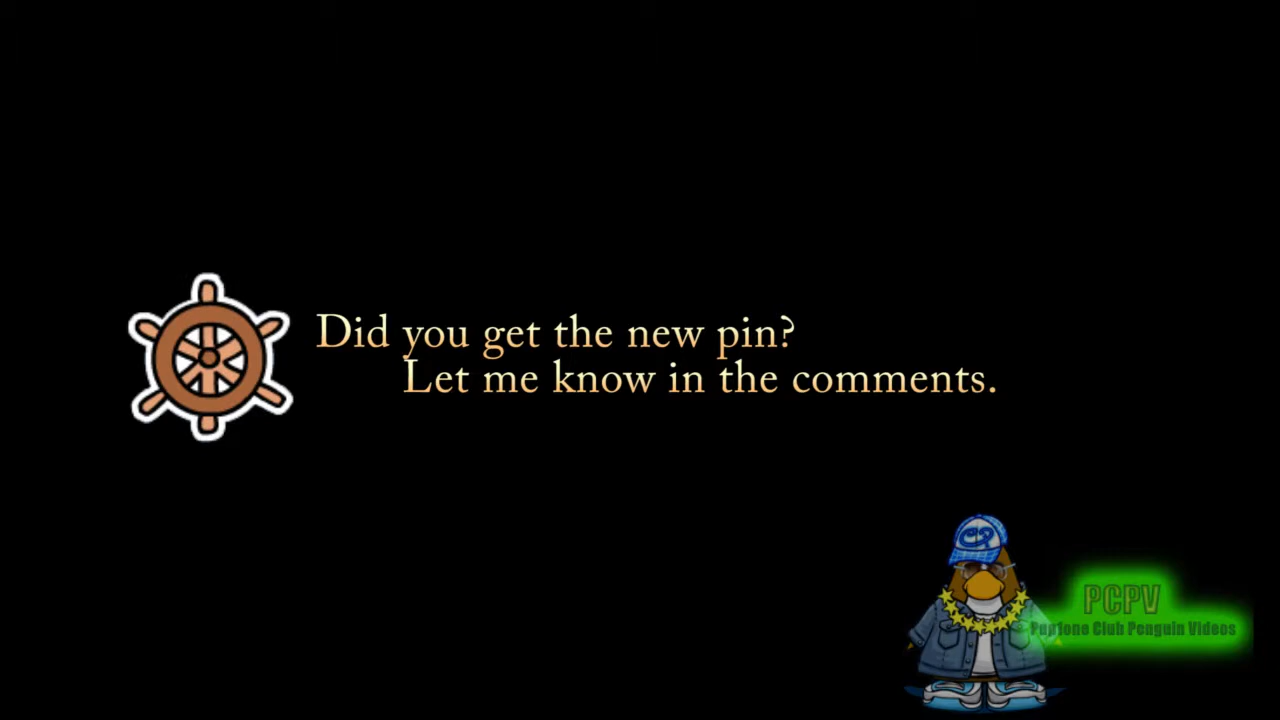 Did you get the new pin?
Let me know in the comments.
PCPV
Club Penguin Videos